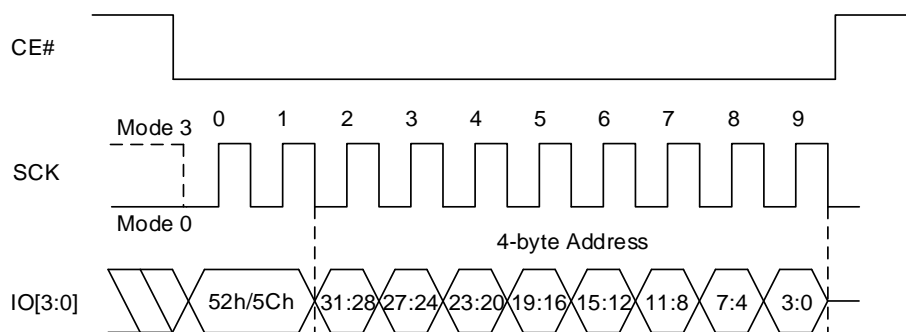 CE#
0 1 2 3 4 5 6 7 8 9
Mode 3
SCK
Mode 0
4-byte Address
IO[3:0] 52h/5Ch 31:28 27:24 23:20 19:16 15:12 11:8 7:4 3:0